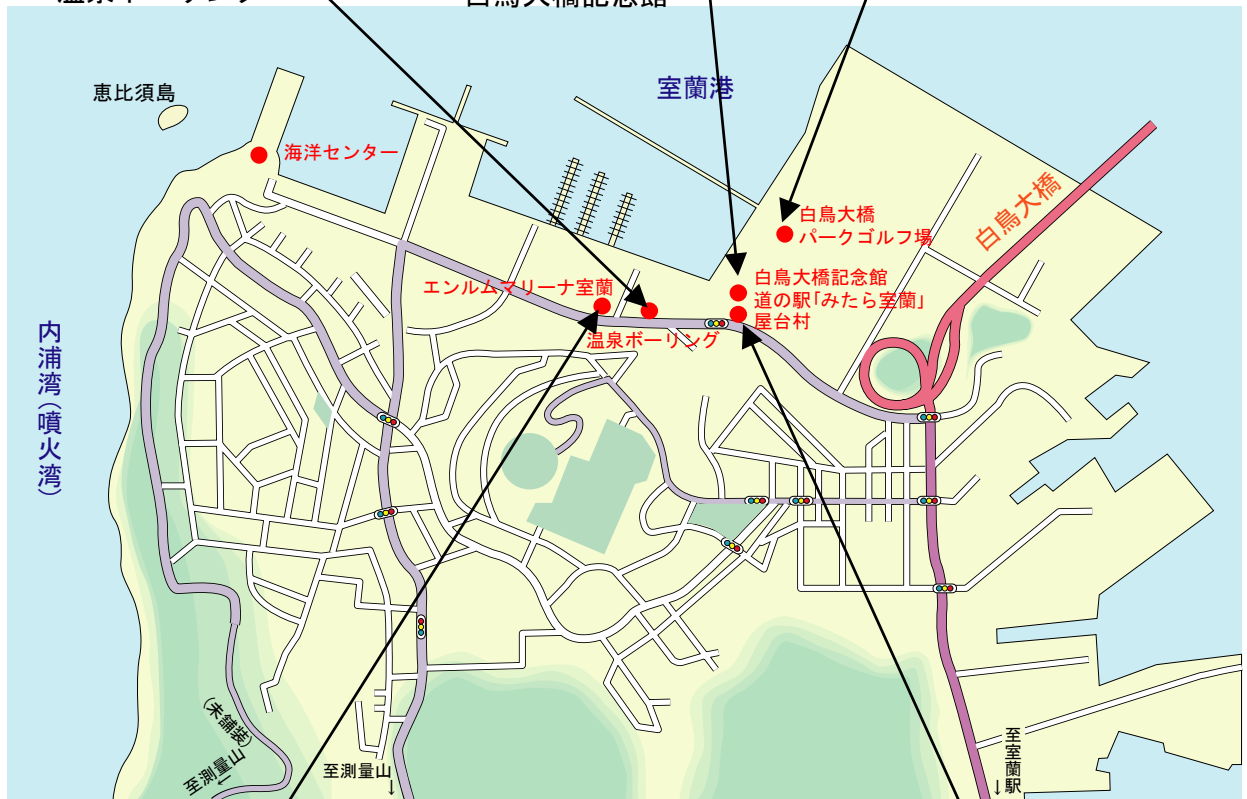 白鳥大橋記念館
恵比須島
室蘭港
海洋センター
白鳥大橋
白鳥大橋
パークゴルフ場
エンルムマリーナ室蘭
白鳥大橋記念館
道の駅「みたら室蘭」
屋台村
温泉ボーリング
内浦湾(噴火湾)
(未舗装)
至測量山
↓
至測量山
↓
至室蘭駅
↓